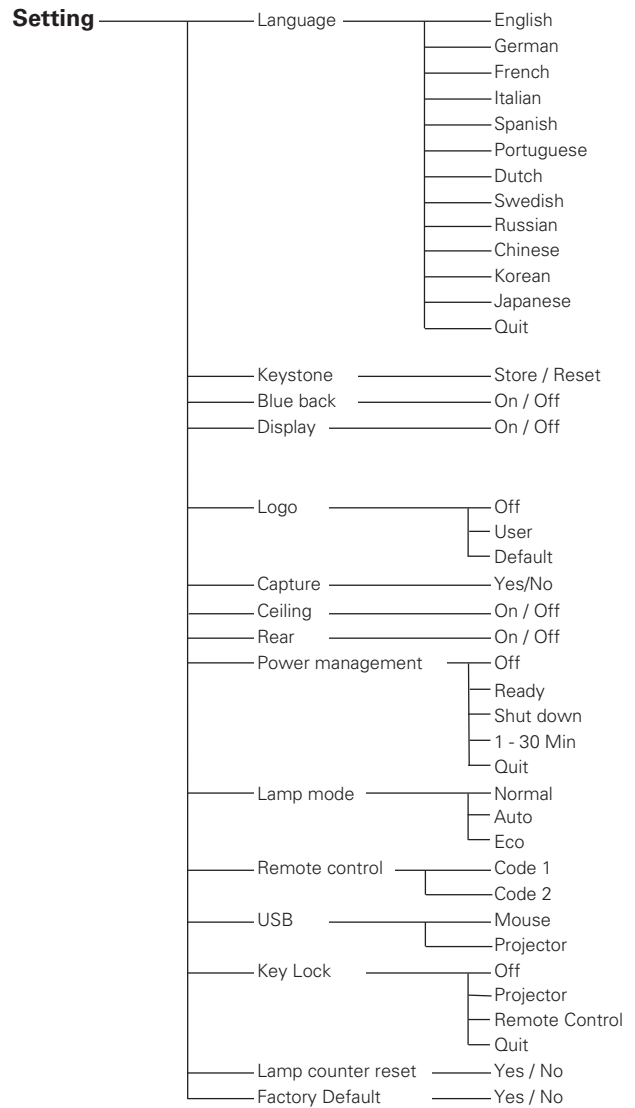 Setting Language English
German
French
Italian
Spanish
Portuguese
Dutch
Swedish
Russian
Chinese
Korean
Japanese
Quit
Keystone Store / Reset
Blue back On / Off
Display On / Off
Logo Off
User
Default
Capture Yes/No
Ceiling On / Off
Rear On / Off
Power management Off
Ready
Shut down
1 - 30 Min
Quit
Lamp mode Normal
Auto
Eco
Remote control Code 1
Code 2
USB Mouse
Projector
Key Lock Off
Projector
Remote Control
Quit
Lamp counter reset Yes / No
Factory Default Yes / No